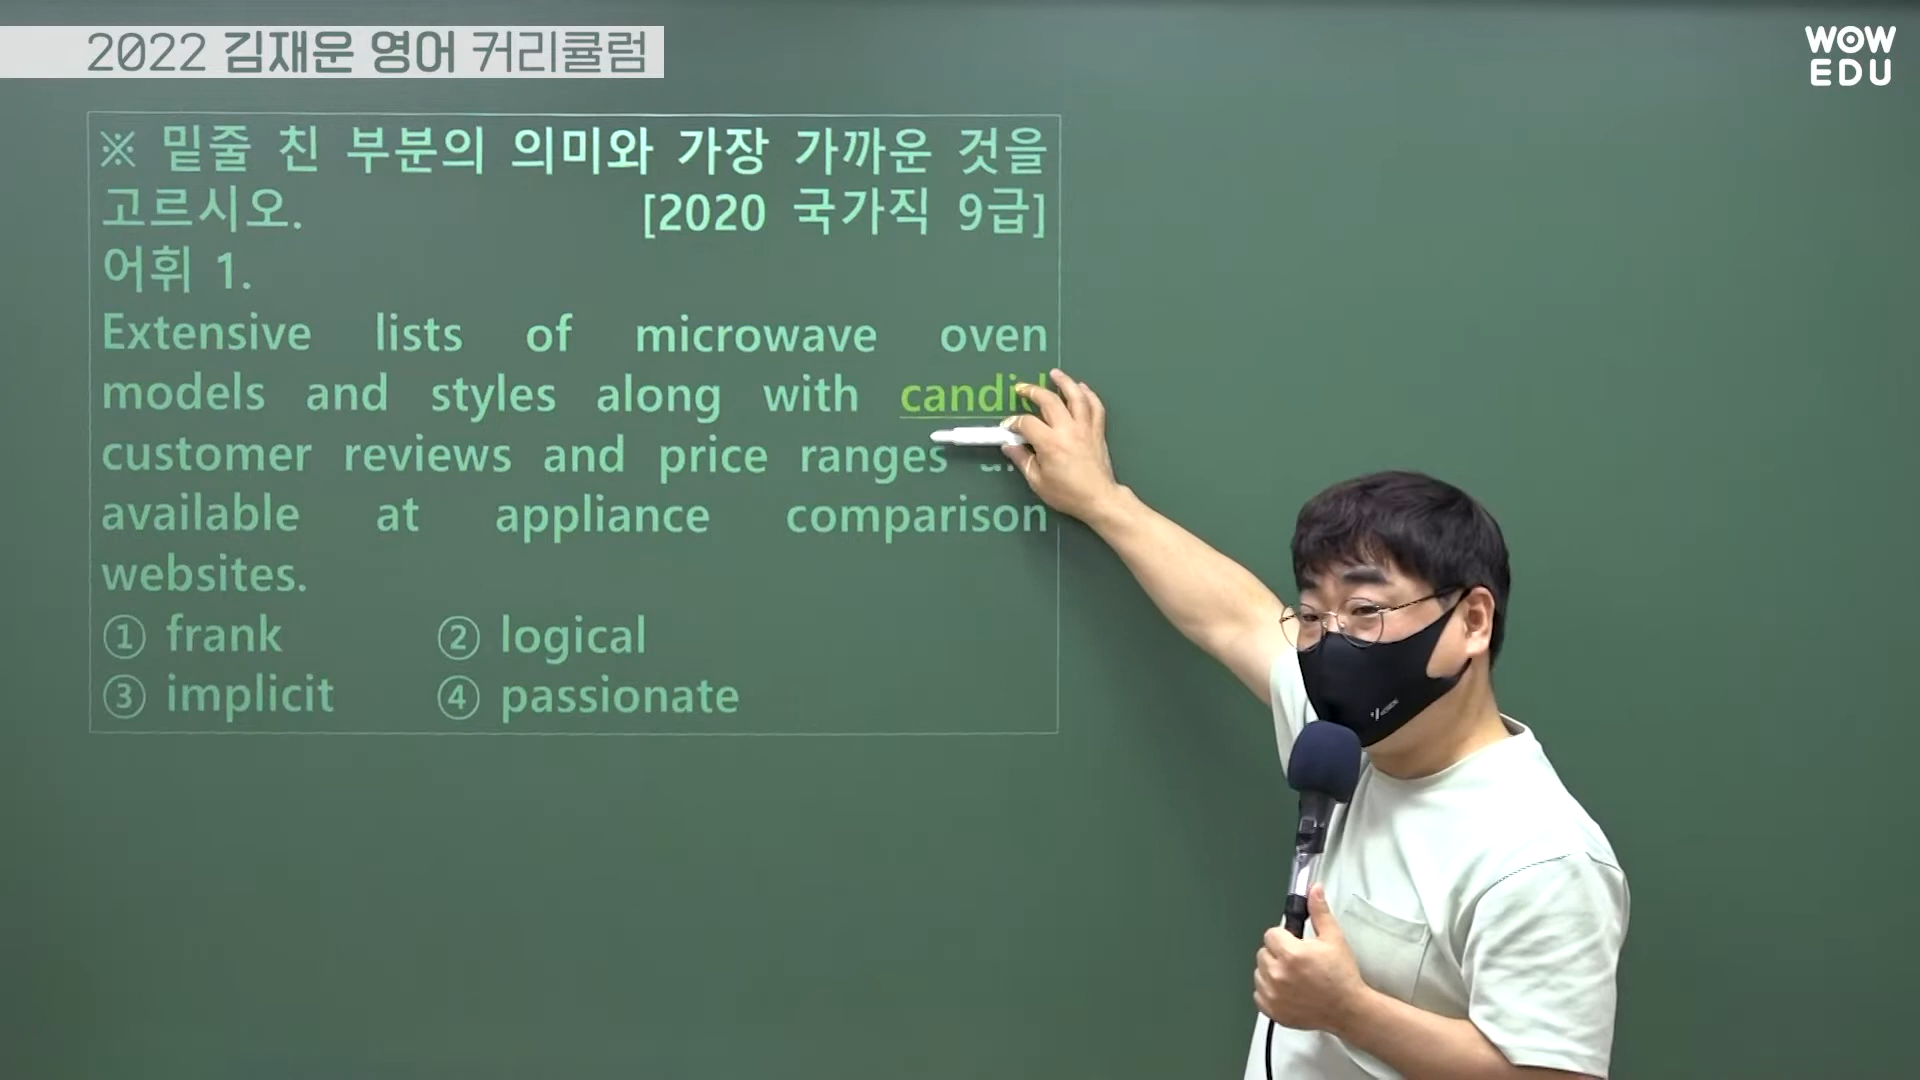 2022 김재운 영어 커리큘럼
WOW
EDU
※ 밑줄 친 부분의 의미와 가장 가까운 것을
고르시오. [2020 국가직 9급]
어휘 1.
Extensive lists of microwave oven
models and styles along with candid
customer reviews and price ranges
available at appliance comparison
websites.
① frank ② logical
③ implicit ④ passionate